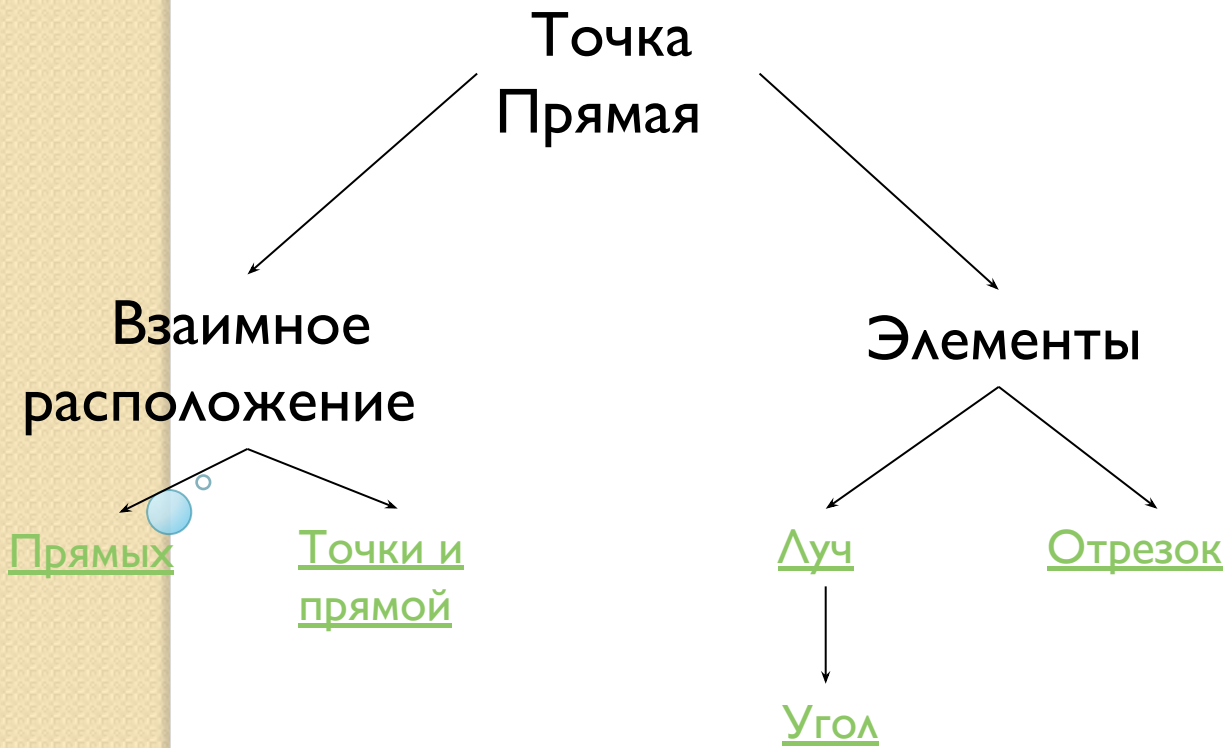 Точка
Прямая
Взаимное
расположение
Элементы
Прямых
Точки и
прямой
Луч
Отрезок
Угол